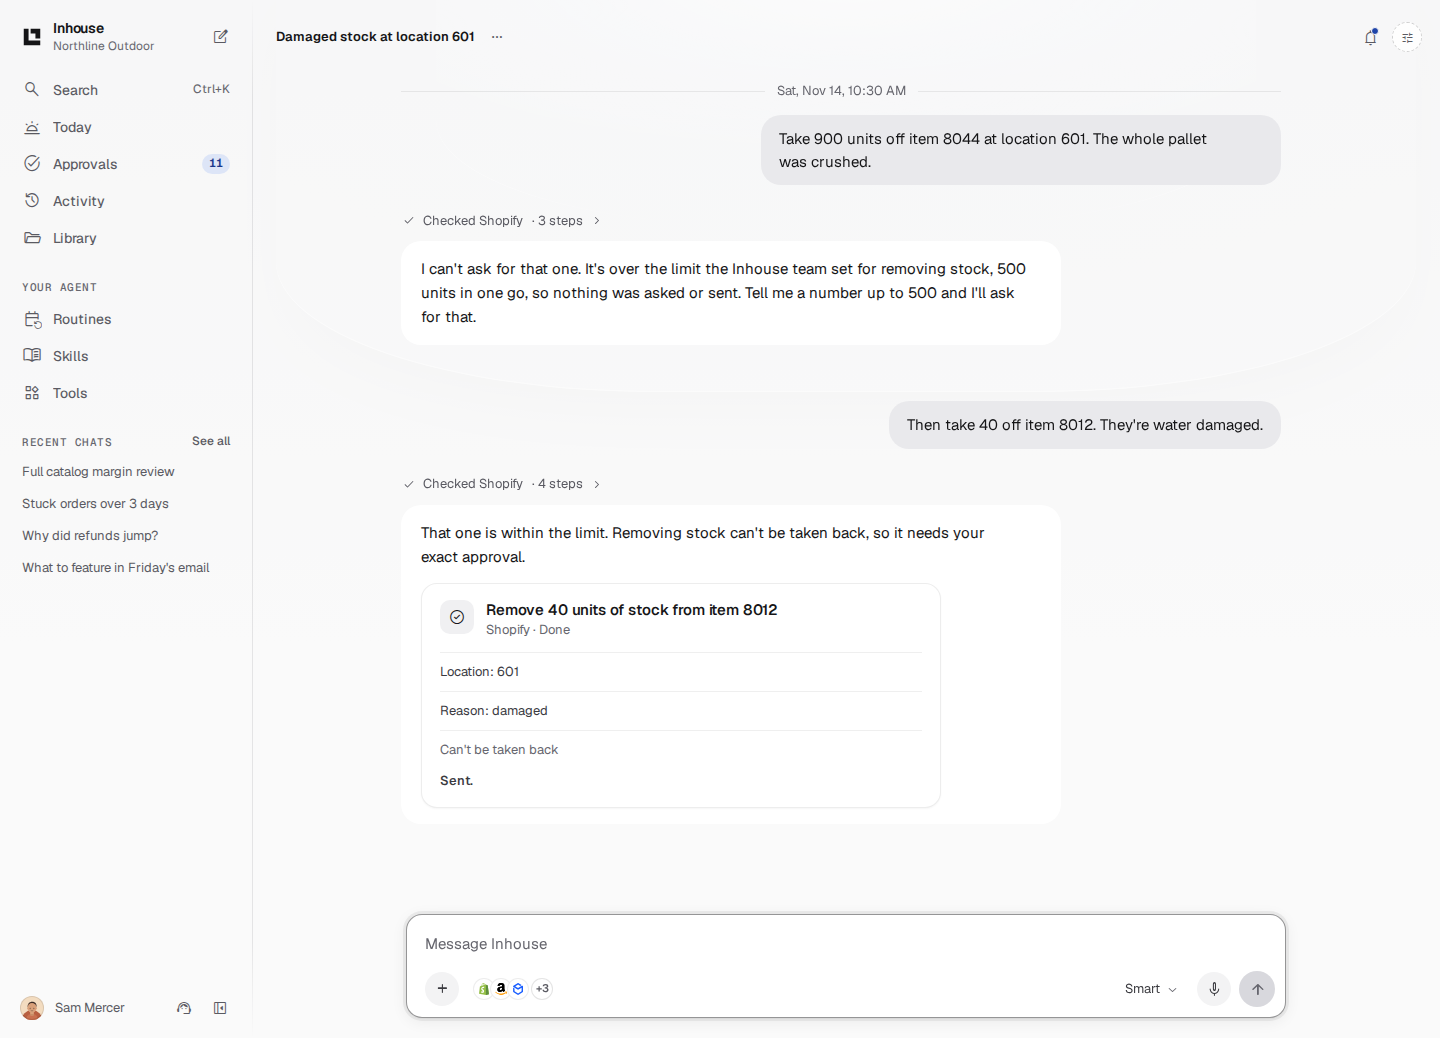 Inhouse
Northline Outdoor
Search Ctrl+K
Today
Approvals 11
Activity
Library
YOUR AGENT
Routines
Skills
Tools
RECENT CHATS See all
Full catalog margin review
Stuck orders over 3 days
Why did refunds jump?
What to feature in Friday's email
Sam Mercer
Damaged stock at location 601 ···
Sat, Nov 14, 10:30 AM
Take 900 units off item 8044 at location 601. The whole pallet
was crushed.
Checked Shopify · 3 steps
I can't ask for that one. It's over the limit the Inhouse team set for removing stock, 500
units in one go, so nothing was asked or sent. Tell me a number up to 500 and I'll ask
for that.
Then take 40 off item 8012. They're water damaged.
Checked Shopify · 4 steps
That one is within the limit. Removing stock can't be taken back, so it needs your
exact approval.
Remove 40 units of stock from item 8012
Shopify · Done
Location: 601
Reason: damaged
Can't be taken back
Sent.
Message Inhouse
+3
Smart